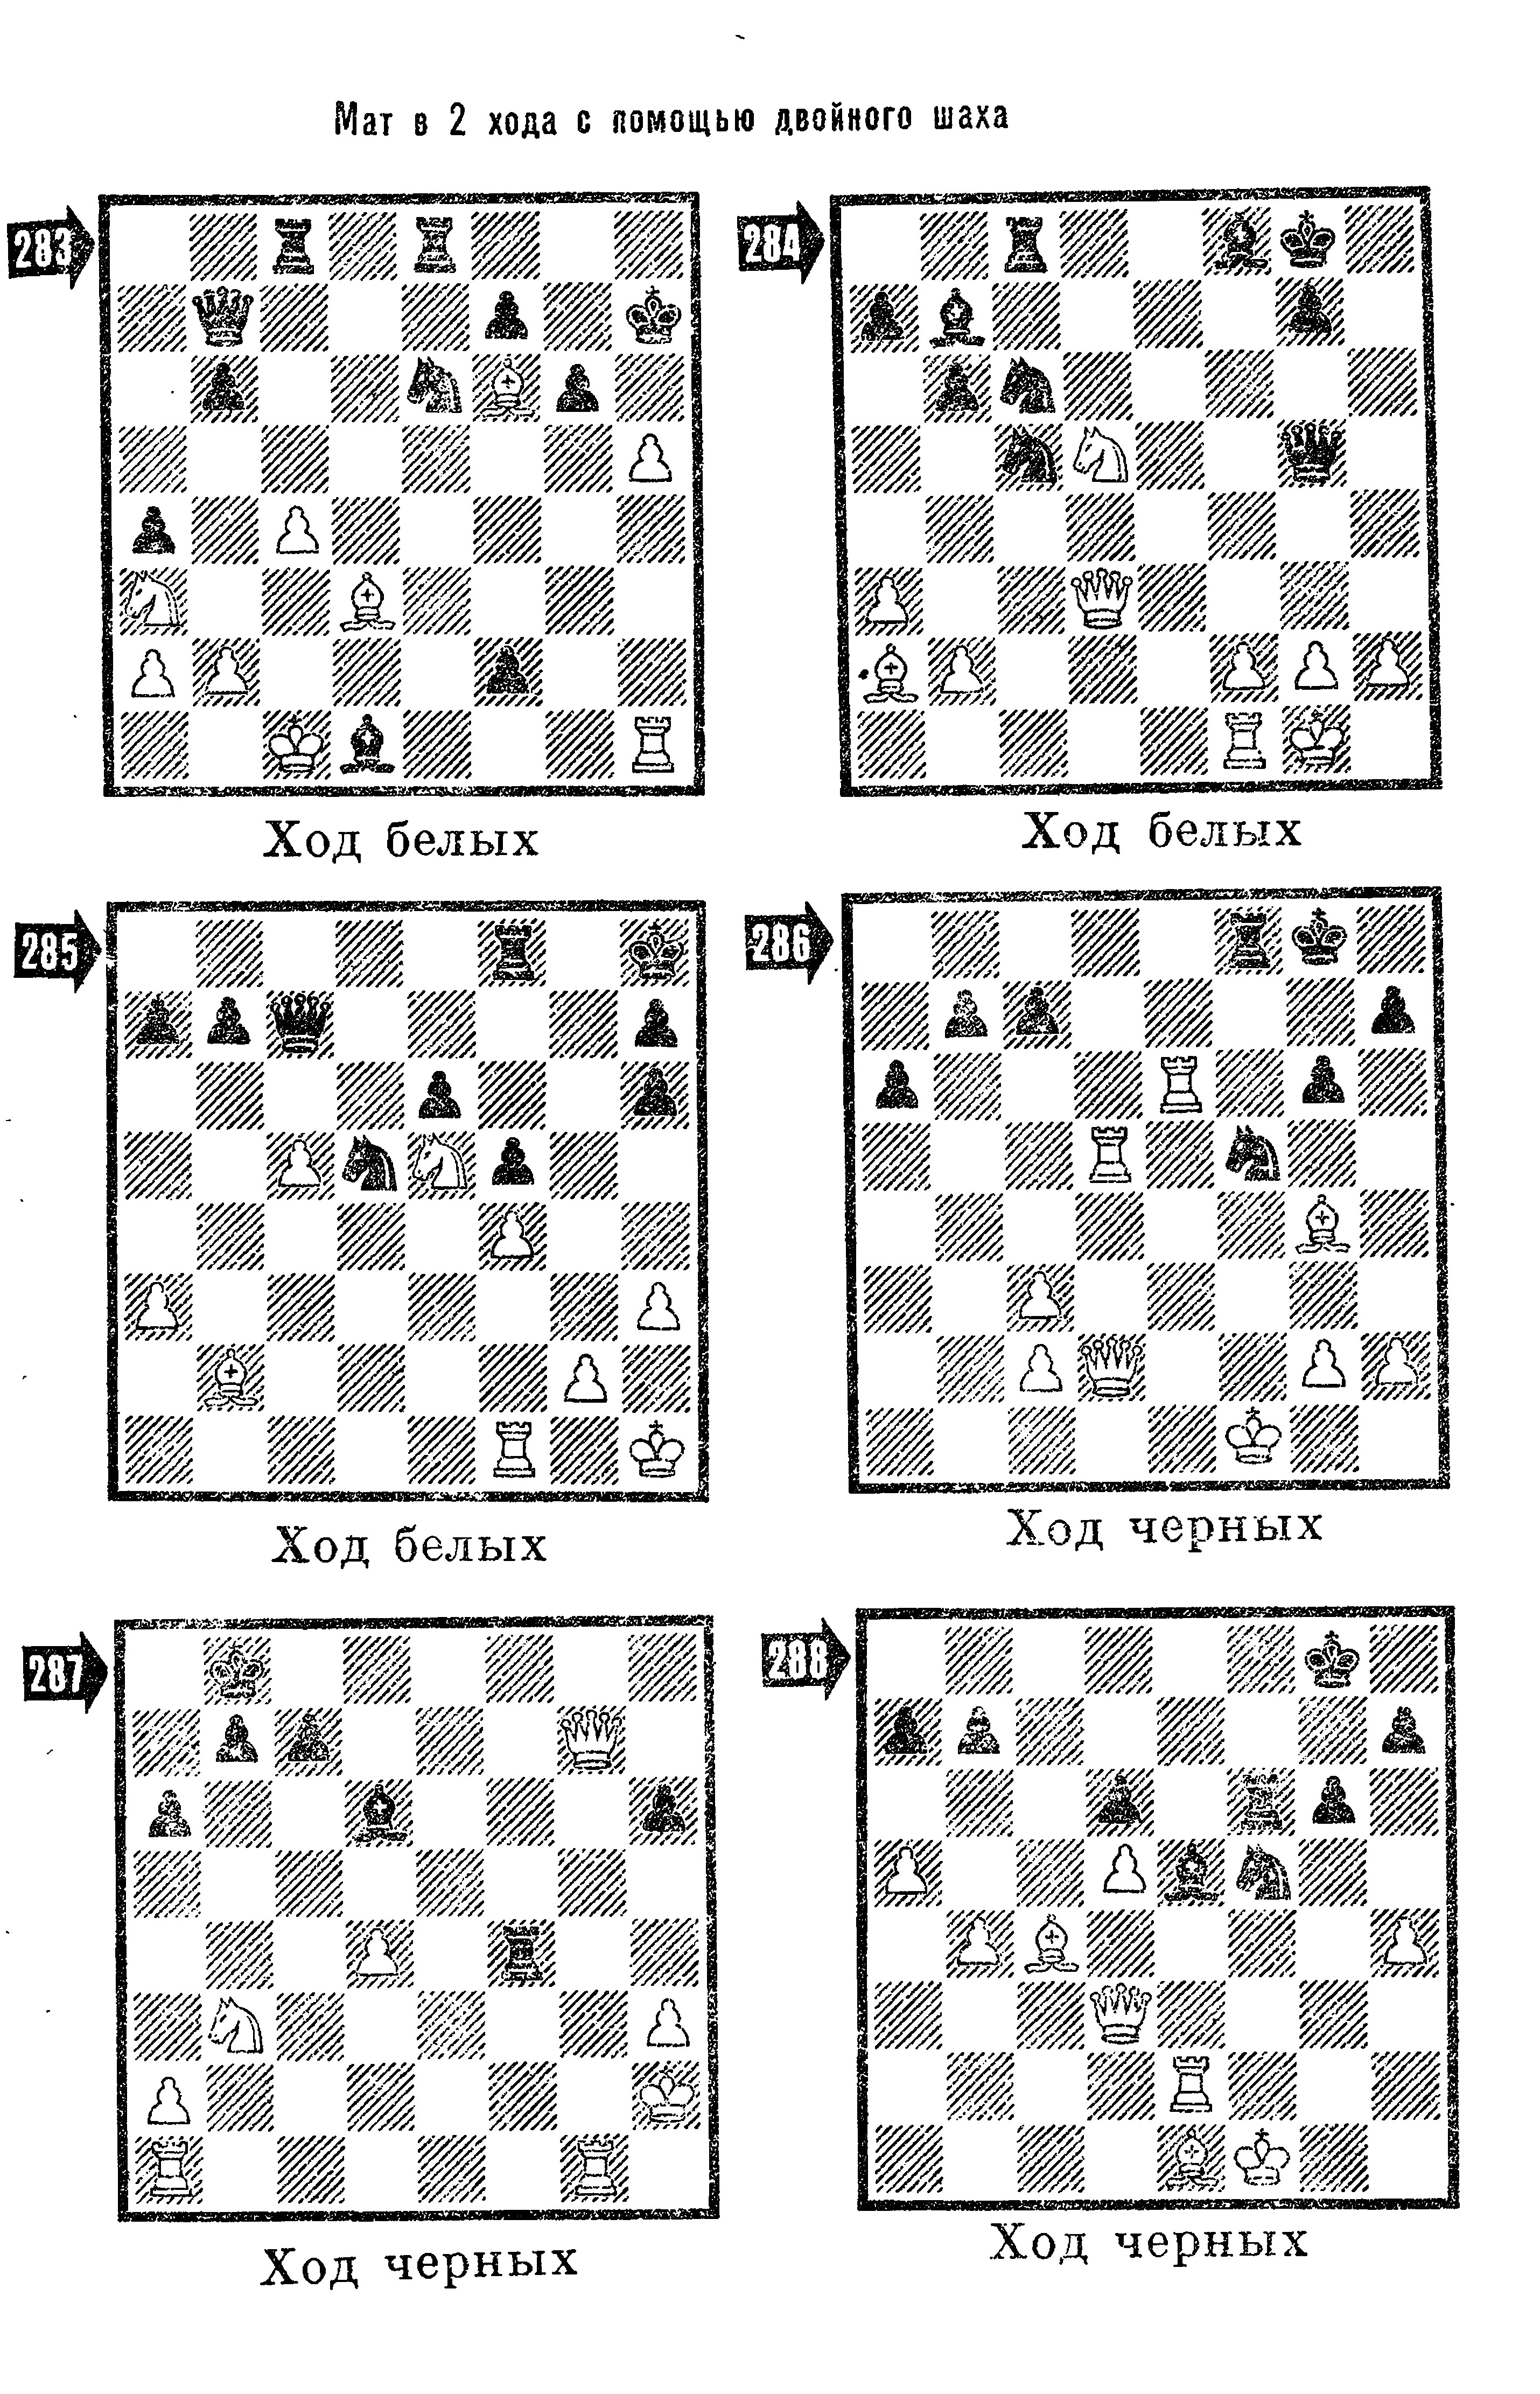 Мат в 2 хода с помощью двойного шаха
283
284
Ход белых
Ход белых
285
286
Ход белых
Ход черных
287
288
Ход черных
Ход черных